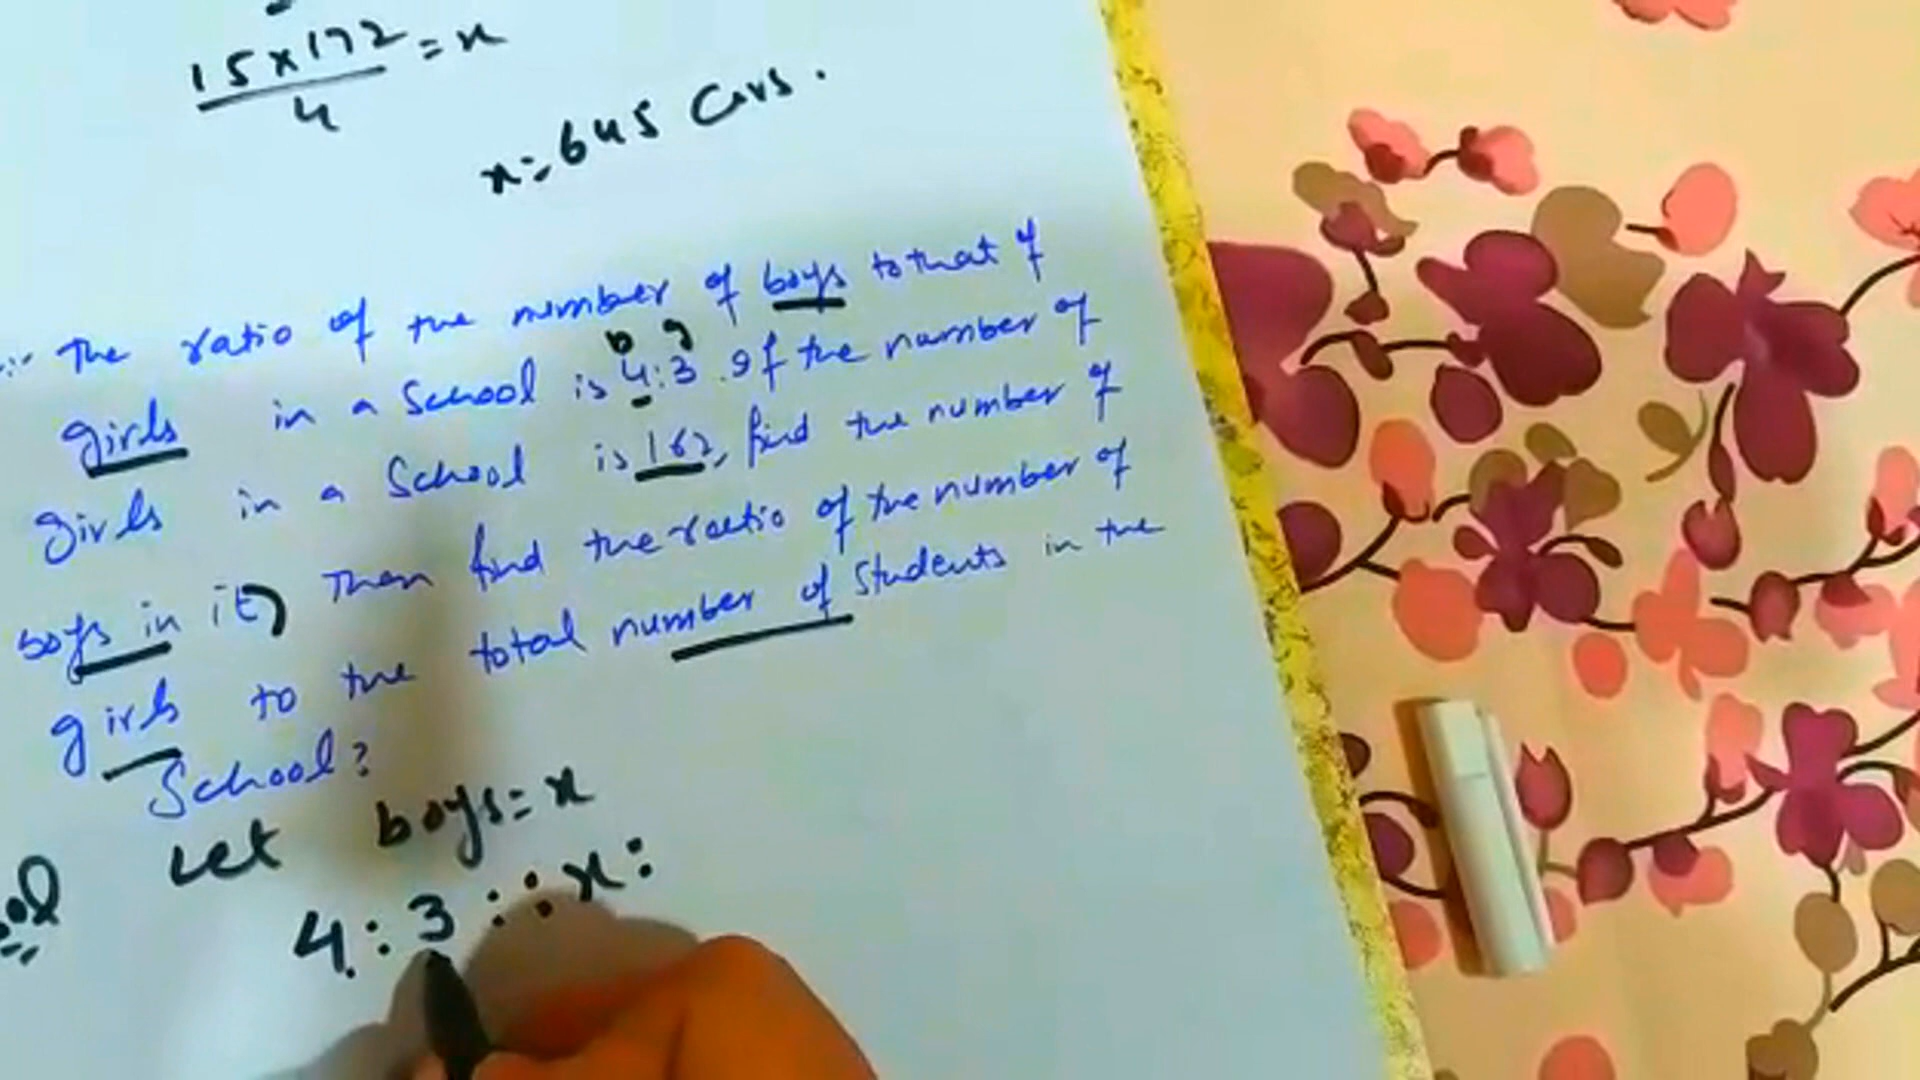 15×172/4 = x
x = 645 Cars.
The ratio of the number of boys to that of
b g
girls in a School is 4:3. If the number of
girls in a School is 162, find the number of
boys in it, Then find the ratio of the number of
girls to the total number of Students in the
School?
Sol Let boys = x
4 : 3 :: x :